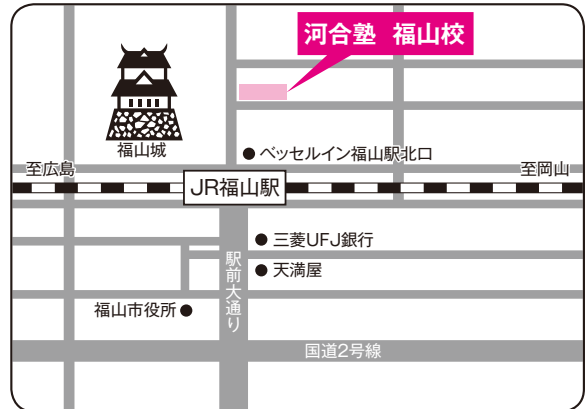 河合塾 福山校
福山城
ベッセルイン福山駅北口
至広島
至岡山
JR福山駅
三菱UFJ銀行
天満屋
駅前大通り
福山市役所
国道2号線